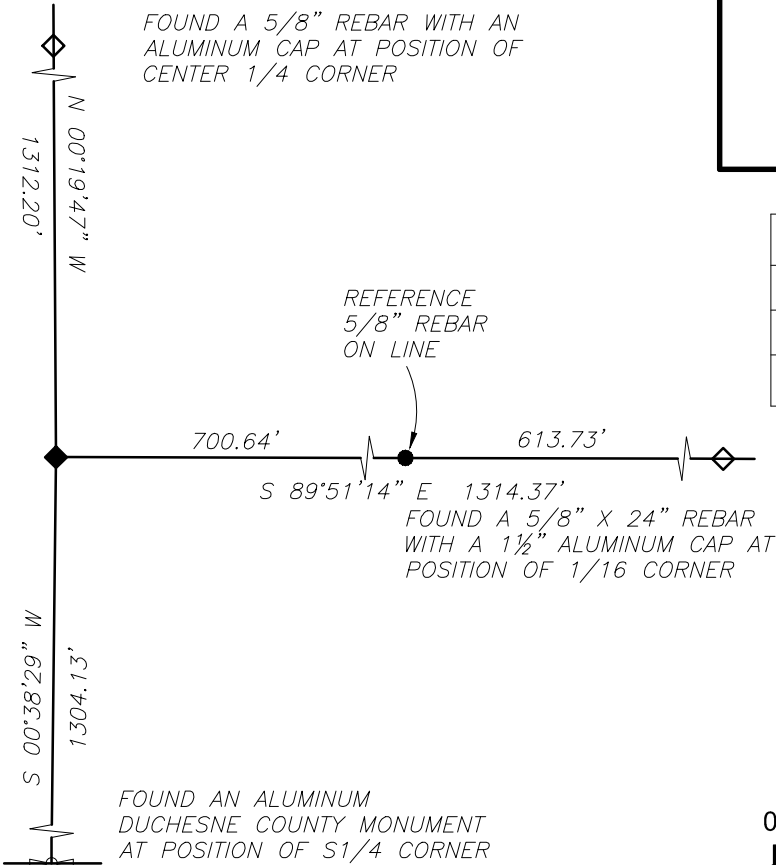 FOUND A 5/8" REBAR WITH AN
ALUMINUM CAP AT POSITION OF
CENTER 1/4 CORNER
N 00°19'47" W
1312.20'
REFERENCE
5/8" REBAR
ON LINE
700.64'
613.73'
S 89°51'14" E 1314.37'
FOUND A 5/8" X 24" REBAR
WITH A 1½" ALUMINUM CAP AT
POSITION OF 1/16 CORNER
S 00°38'29" W
1304.13'
FOUND AN ALUMINUM
DUCHESNE COUNTY MONUMENT
AT POSITION OF S1/4 CORNER
0